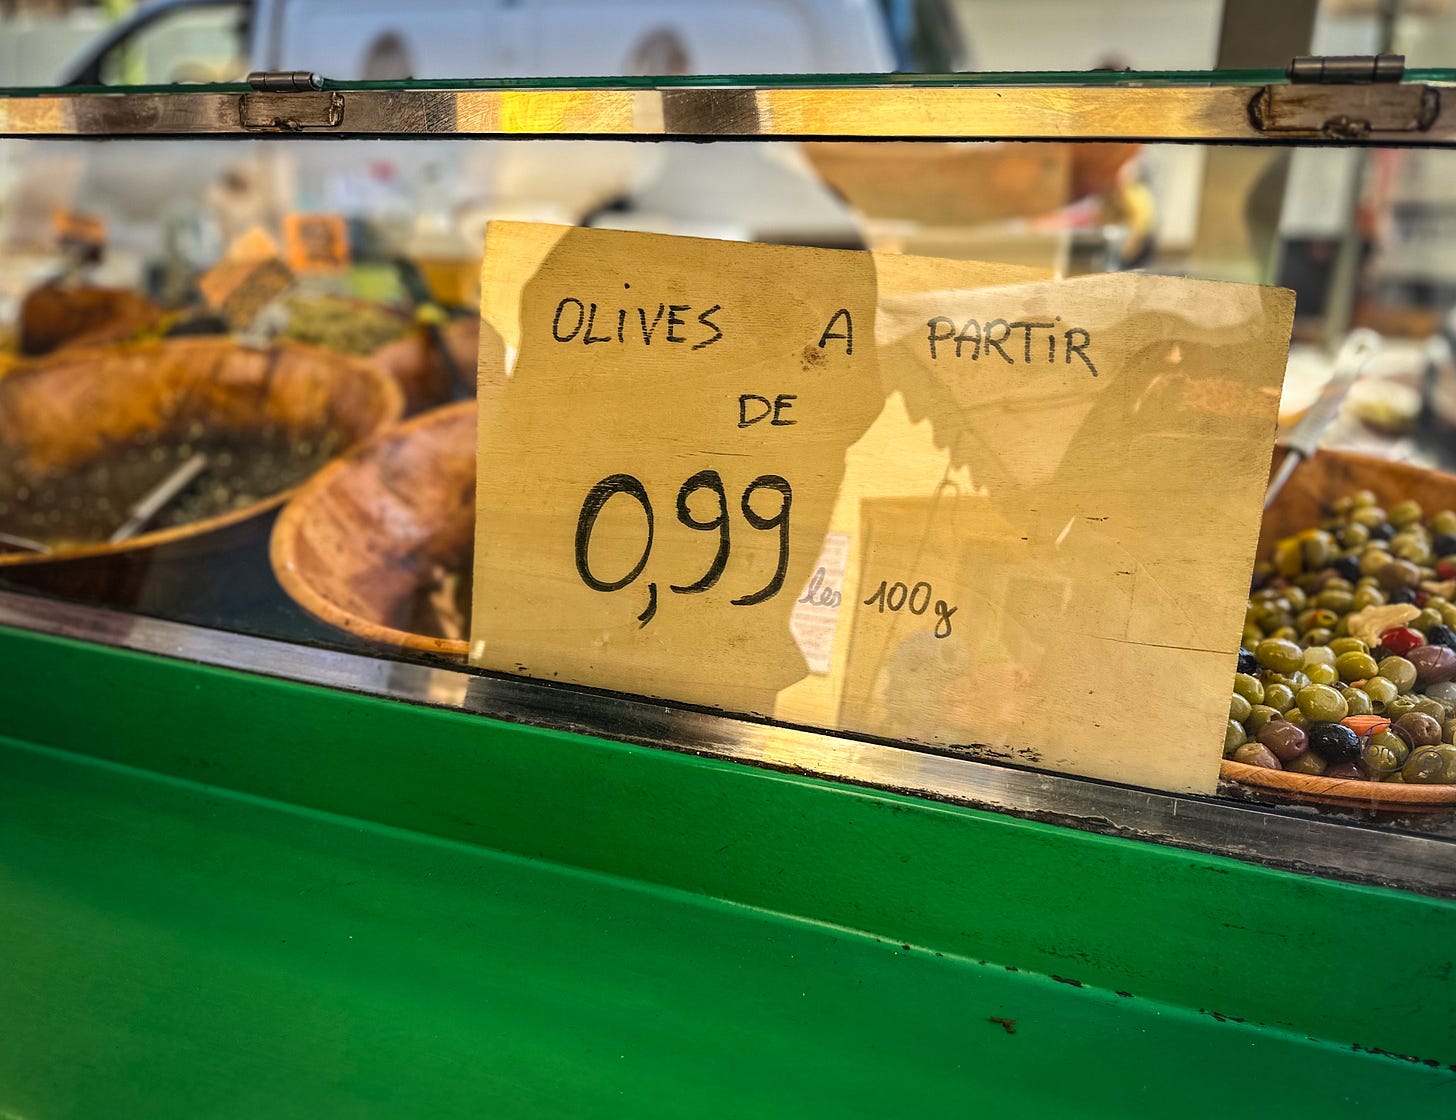 OLiVES A PARTiR
DE
0,99 les 100g